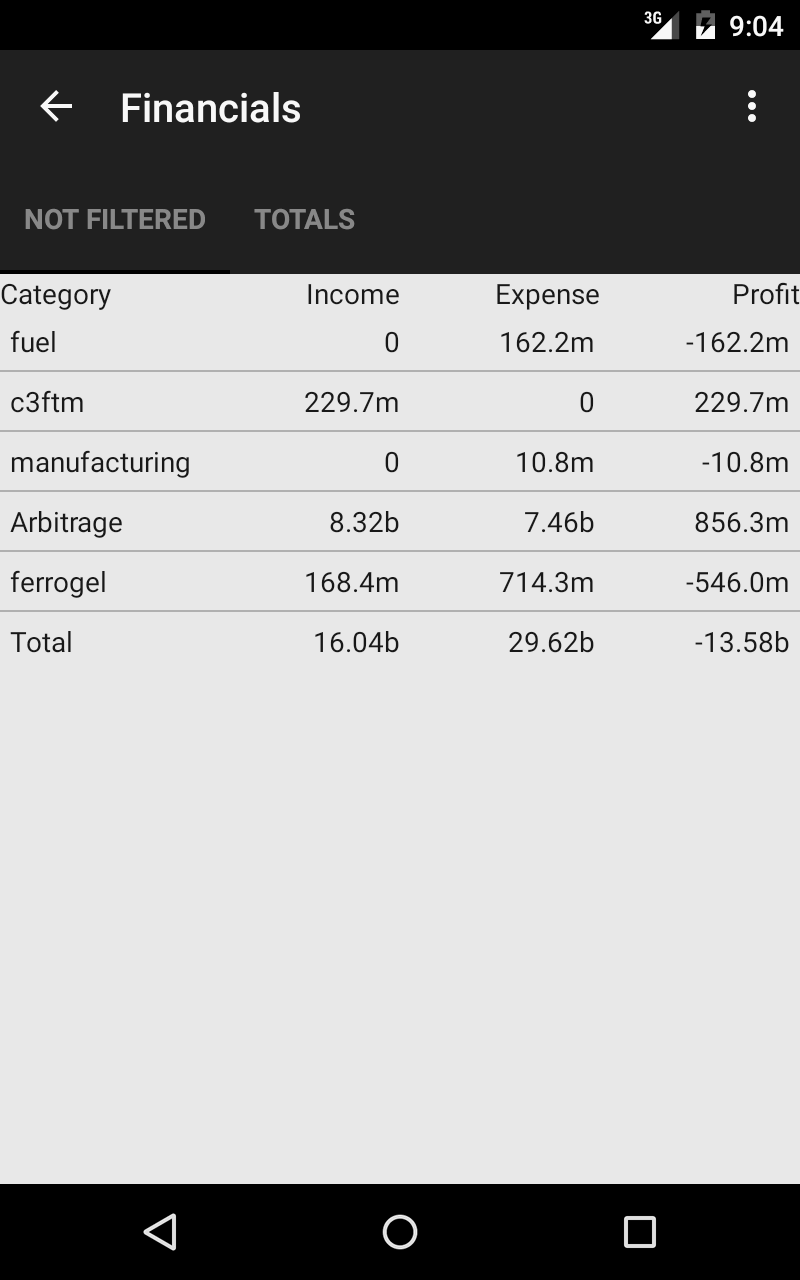 3G 9:04
Financials
NOT FILTERED TOTALS
Category Income Expense Profit
fuel 0 162.2m -162.2m
c3ftm 229.7m 0 229.7m
manufacturing 0 10.8m -10.8m
Arbitrage 8.32b 7.46b 856.3m
ferrogel 168.4m 714.3m -546.0m
Total 16.04b 29.62b -13.58b